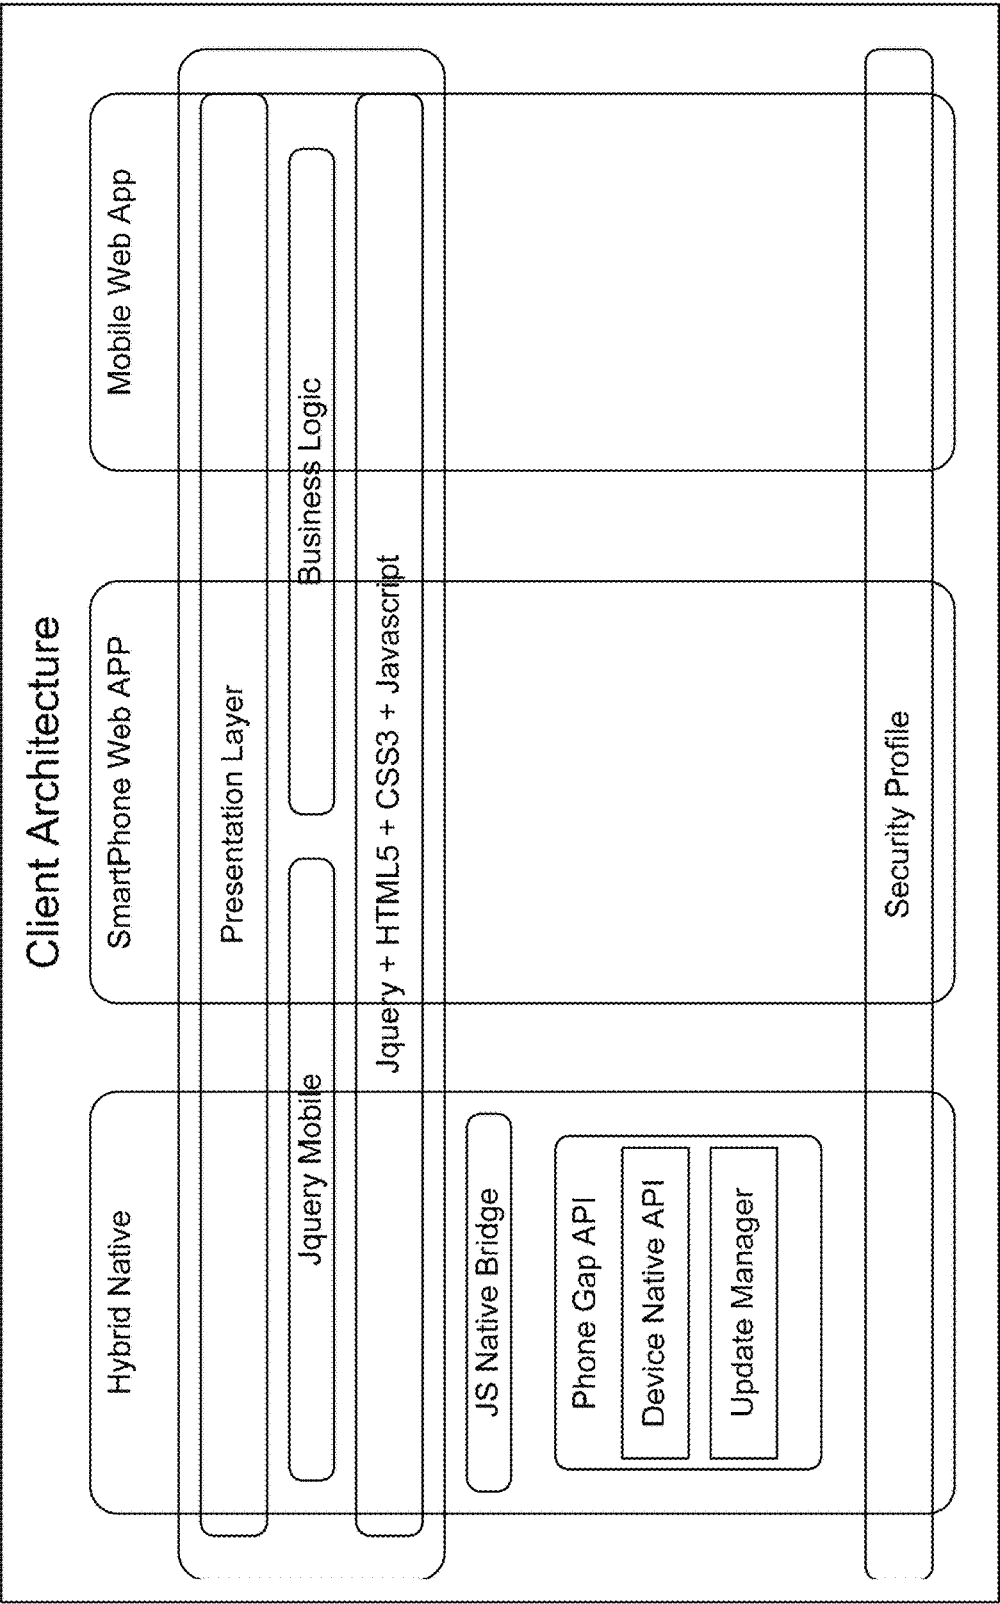 Client Architecture
Hybrid Native
SmartPhone Web APP
Mobile Web App
Presentation Layer
Jquery Mobile
Business Logic
Jquery + HTML5 + CSS3 + Javascript
JS Native Bridge
Phone Gap API
Device Native API
Update Manager
Security Profile